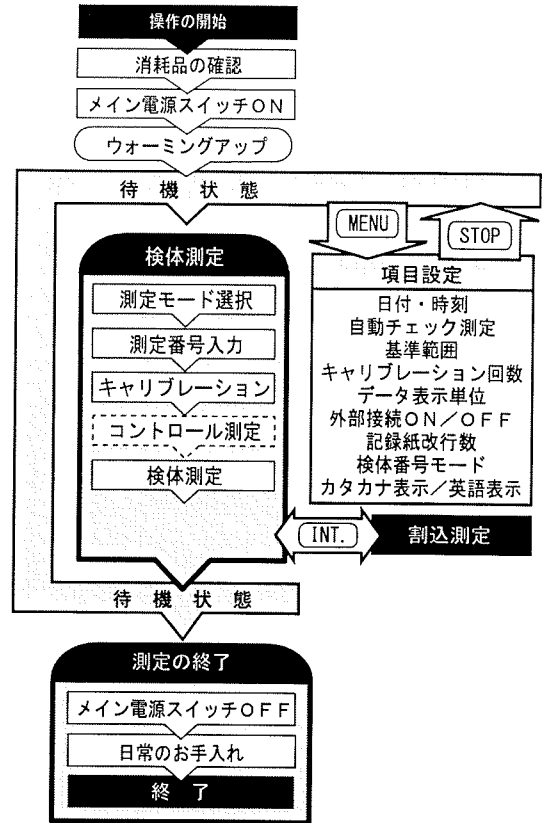 操作の開始
消耗品の確認
メイン電源スイッチON
ウォーミングアップ
待機状態
MENU
STOP
検体測定
測定モード選択
測定番号入力
キャリブレーション
コントロール測定
検体測定
項目設定
日付・時刻
自動チェック測定
基準範囲
キャリブレーション回数
データ表示単位
外部接続ON/OFF
記録紙改行数
検体番号モード
カタカナ表示/英語表示
INT.
割込測定
待機状態
測定の終了
メイン電源スイッチOFF
日常のお手入れ
終了